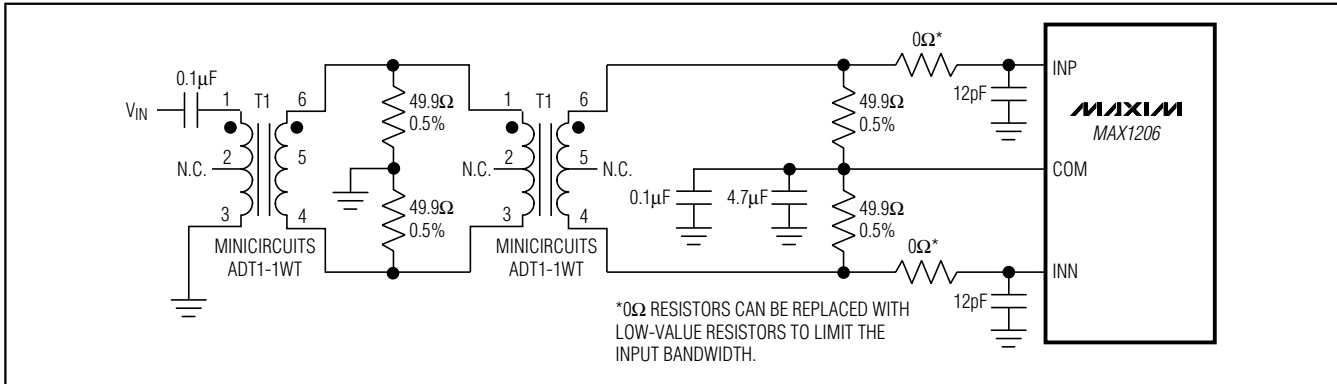 0Ω*
INP
0.1µF
V_IN
1
T1
6
2
5
N.C.
3
4
MINICIRCUITS
ADT1-1WT
49.9Ω
0.5%
49.9Ω
0.5%
1
T1
6
2
5
N.C.
N.C.
3
4
MINICIRCUITS
ADT1-1WT
49.9Ω
0.5%
12pF
MAXIM
MAX1206
COM
0.1µF
4.7µF
49.9Ω
0.5%
0Ω*
INN
12pF
*0Ω RESISTORS CAN BE REPLACED WITH
LOW-VALUE RESISTORS TO LIMIT THE
INPUT BANDWIDTH.